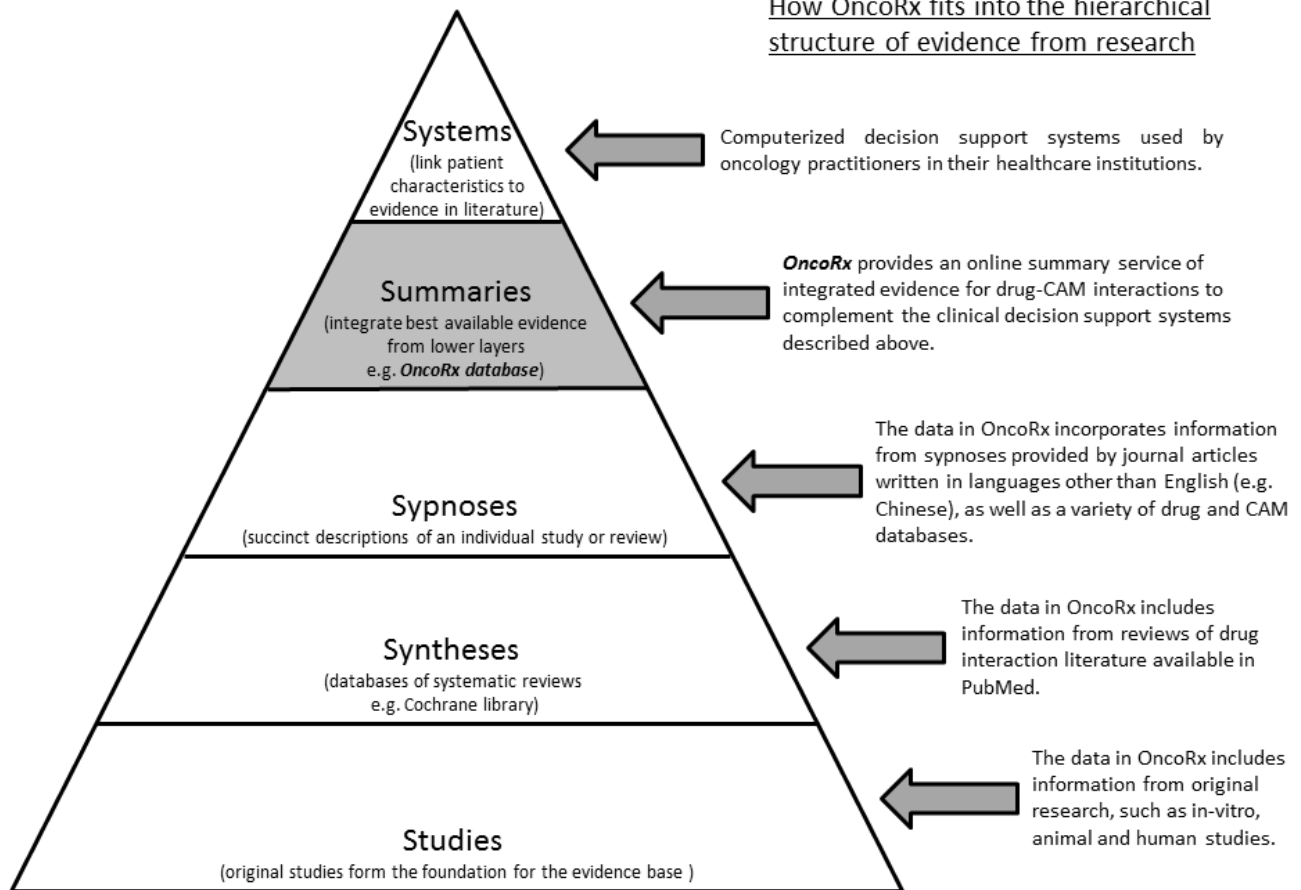 How OncoRx fits into the hierarchical
structure of evidence from research
Systems
(link patient
characteristics to
evidence in literature)
Computerized decision support systems used by
oncology practitioners in their healthcare institutions.
Summaries
(integrate best available evidence
from lower layers
e.g. OncoRx database)
OncoRx provides an online summary service of
integrated evidence for drug-CAM interactions to
complement the clinical decision support systems
described above.
Sypnoses
(succinct descriptions of an individual study or review)
The data in OncoRx incorporates information
from sypnoses provided by journal articles
written in languages other than English (e.g.
Chinese), as well as a variety of drug and CAM
databases.
Syntheses
(databases of systematic reviews
e.g. Cochrane library)
The data in OncoRx includes
information from reviews of drug
interaction literature available in
PubMed.
Studies
(original studies form the foundation for the evidence base )
The data in OncoRx includes
information from original
research, such as in-vitro,
animal and human studies.